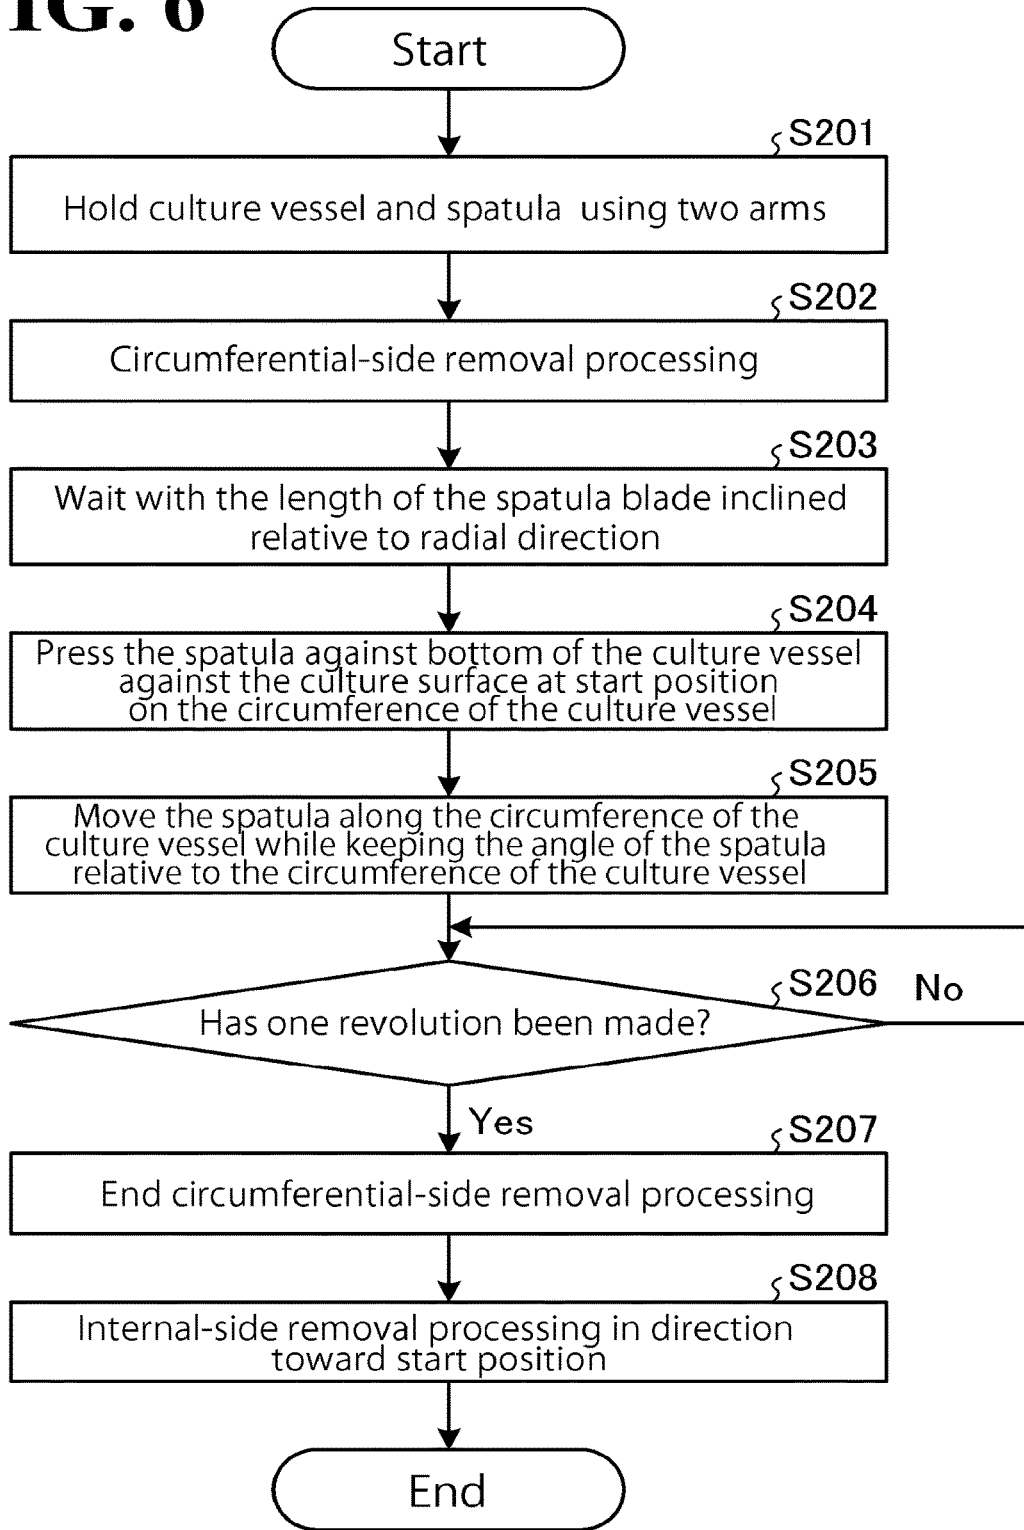 IG. 6
Start
S201
Hold culture vessel and spatula using two arms
S202
Circumferential-side removal processing
S203
Wait with the length of the spatula blade inclined
relative to radial direction
S204
Press the spatula against bottom of the culture vessel
against the culture surface at start position
on the circumference of the culture vessel
S205
Move the spatula along the circumference of the
culture vessel while keeping the angle of the spatula
relative to the circumference of the culture vessel
S206
No
Has one revolution been made?
Yes
S207
End circumferential-side removal processing
S208
Internal-side removal processing in direction
toward start position
End